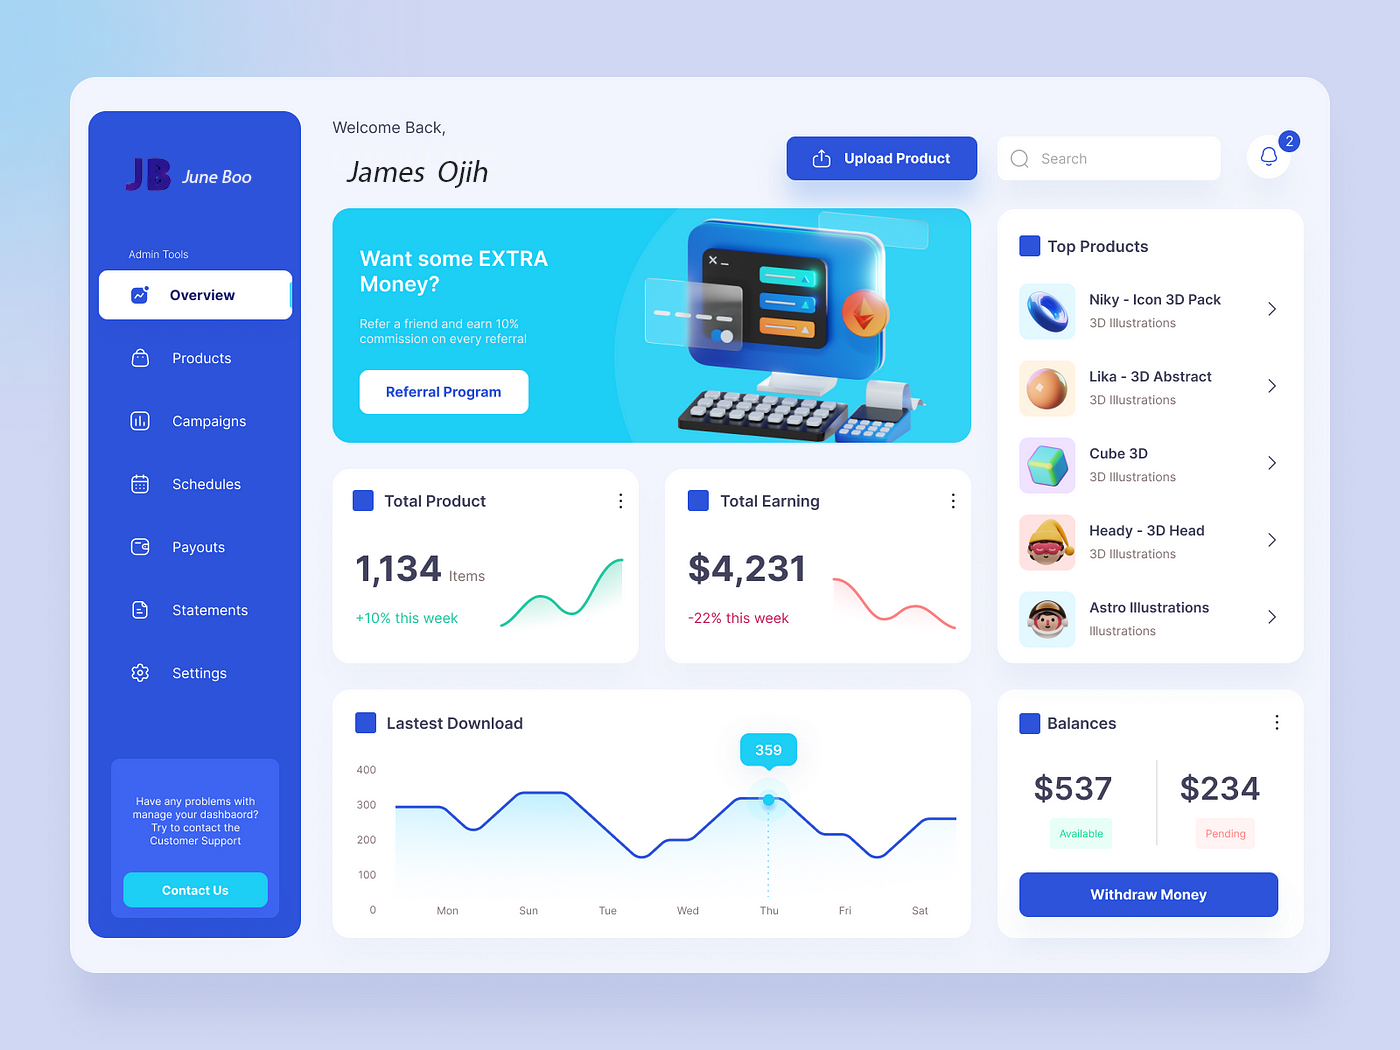 JB June Boo
Admin Tools
Overview
Products
Campaigns
Schedules
Payouts
Statements
Settings
Have any problems with
manage your dashbaord?
Try to contact the
Customer Support
Contact Us
Welcome Back,
James Ojih
Upload Product
Search
2
Want some EXTRA
Money?
Refer a friend and earn 10%
commission on every referral
Referral Program
Total Product
1,134 Items
+10% this week
Total Earning
$4,231
-22% this week
Lastest Download
359
400
300
200
100
0
Mon Sun Tue Wed Thu Fri Sat
Top Products
Niky - Icon 3D Pack
3D Illustrations
Lika - 3D Abstract
3D Illustrations
Cube 3D
3D Illustrations
Heady - 3D Head
3D Illustrations
Astro Illustrations
Illustrations
Balances
$537 $234
Available Pending
Withdraw Money